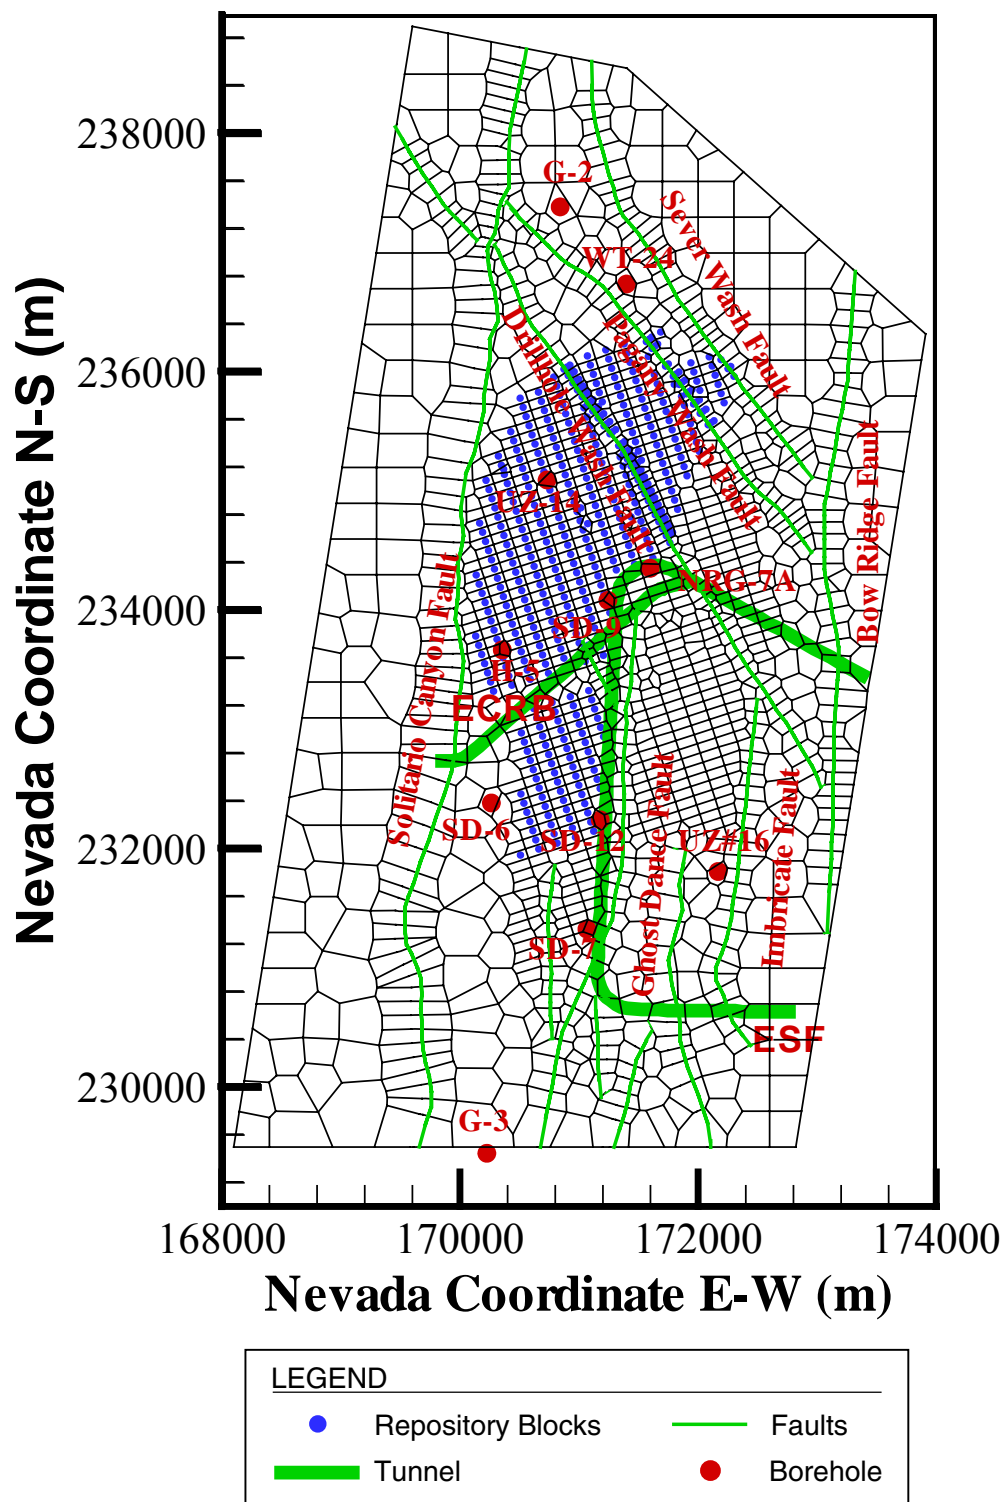 238000
236000
234000
232000
230000
Nevada Coordinate N-S (m)
G-2
WT-24
Sever Wash Fault
Pagany Wash Fault
Drillhole Wash Fault
UZ-14
Bow Ridge Fault
NRG-7A
SD-9
H-5
ECRB
Solitario Canyon Fault
SD-6
SD-12
UZ#16
Ghost Dance Fault
Imbricate Fault
SD-7
ESF
G-3
168000
170000
172000
174000
Nevada Coordinate E-W (m)
LEGEND
Repository Blocks
Faults
Tunnel
Borehole